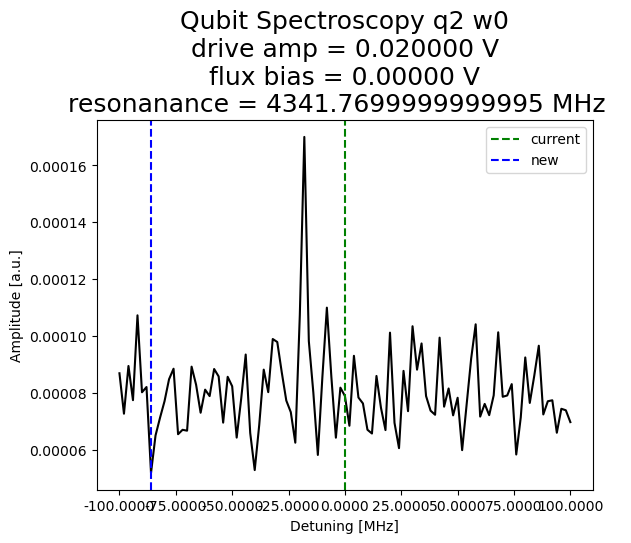 Qubit Spectroscopy q2 w0
drive amp = 0.020000 V
flux bias = 0.00000 V
resonanance = 4341.7699999999995 MHz
current
new
0.00016
0.00014
0.00012
0.00010
0.00008
0.00006
Amplitude [a.u.]
-100.0000 -75.0000 -50.0000 -25.0000 0.0000 25.0000 50.0000 75.0000 100.0000
Detuning [MHz]